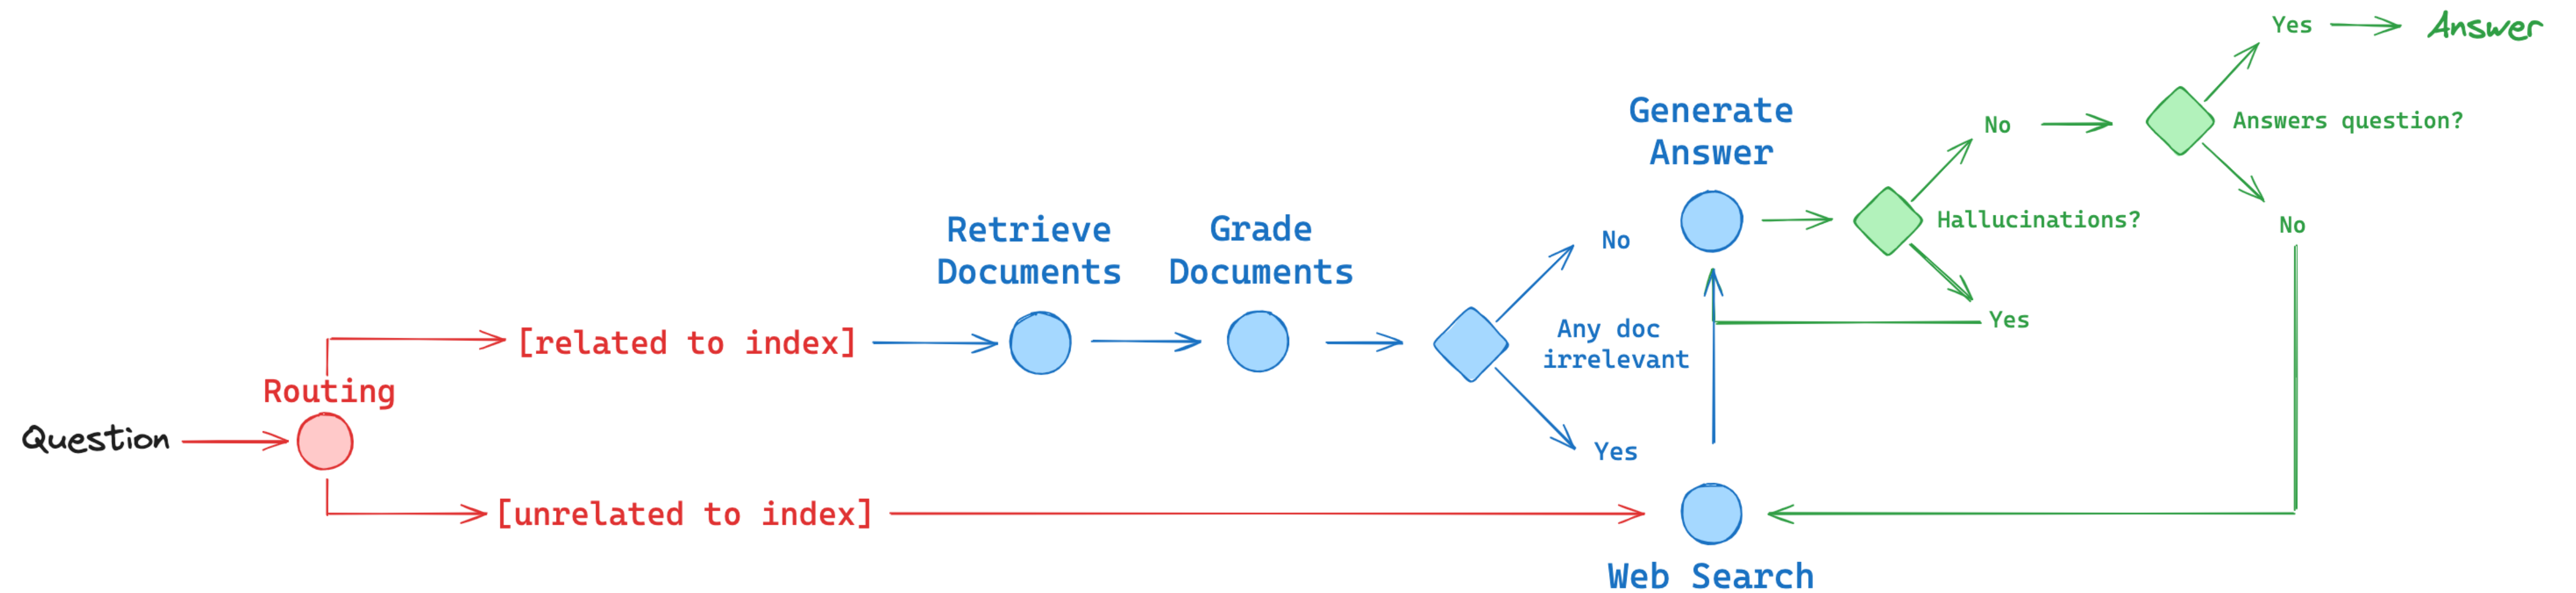 Question
Routing
[related to index]
[unrelated to index]
Retrieve
Documents
Grade
Documents
Any doc
irrelevant
No
Yes
Generate
Answer
Web Search
Hallucinations?
No
Yes
Answers question?
Yes
Answer
No